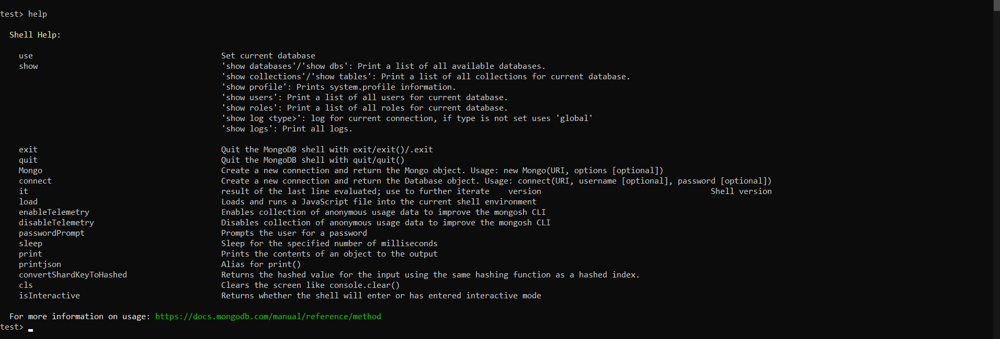 test> help
Shell Help:
use Set current database
show 'show databases'/'show dbs': Print a list of all available databases.
'show collections'/'show tables': Print a list of all collections for current database.
'show profile': Prints system.profile information.
'show users': Print a list of all users for current database.
'show roles': Print a list of all roles for current database.
'show log <type>': log for current connection, if type is not set uses 'global'
'show logs': Print all logs.
exit Quit the MongoDB shell with exit/exit()/.exit
quit Quit the MongoDB shell with quit/quit()
Mongo Create a new connection and return the Mongo object. Usage: new Mongo(URI, options [optional])
connect Create a new connection and return the Database object. Usage: connect(URI, username [optional], password [optional])
it result of the last line evaluated; use to further iterate version Shell version
load Loads and runs a JavaScript file into the current shell environment
enableTelemetry Enables collection of anonymous usage data to improve the mongosh CLI
disableTelemetry Disables collection of anonymous usage data to improve the mongosh CLI
passwordPrompt Prompts the user for a password
sleep Sleep for the specified number of milliseconds
print Prints the contents of an object to the output
printjson Alias for print()
convertShardKeyToHashed Returns the hashed value for the input using the same hashing function as a hashed index.
cls Clears the screen like console.clear()
isInteractive Returns whether the shell will enter or has entered interactive mode
For more information on usage: https://docs.mongodb.com/manual/reference/method
test>